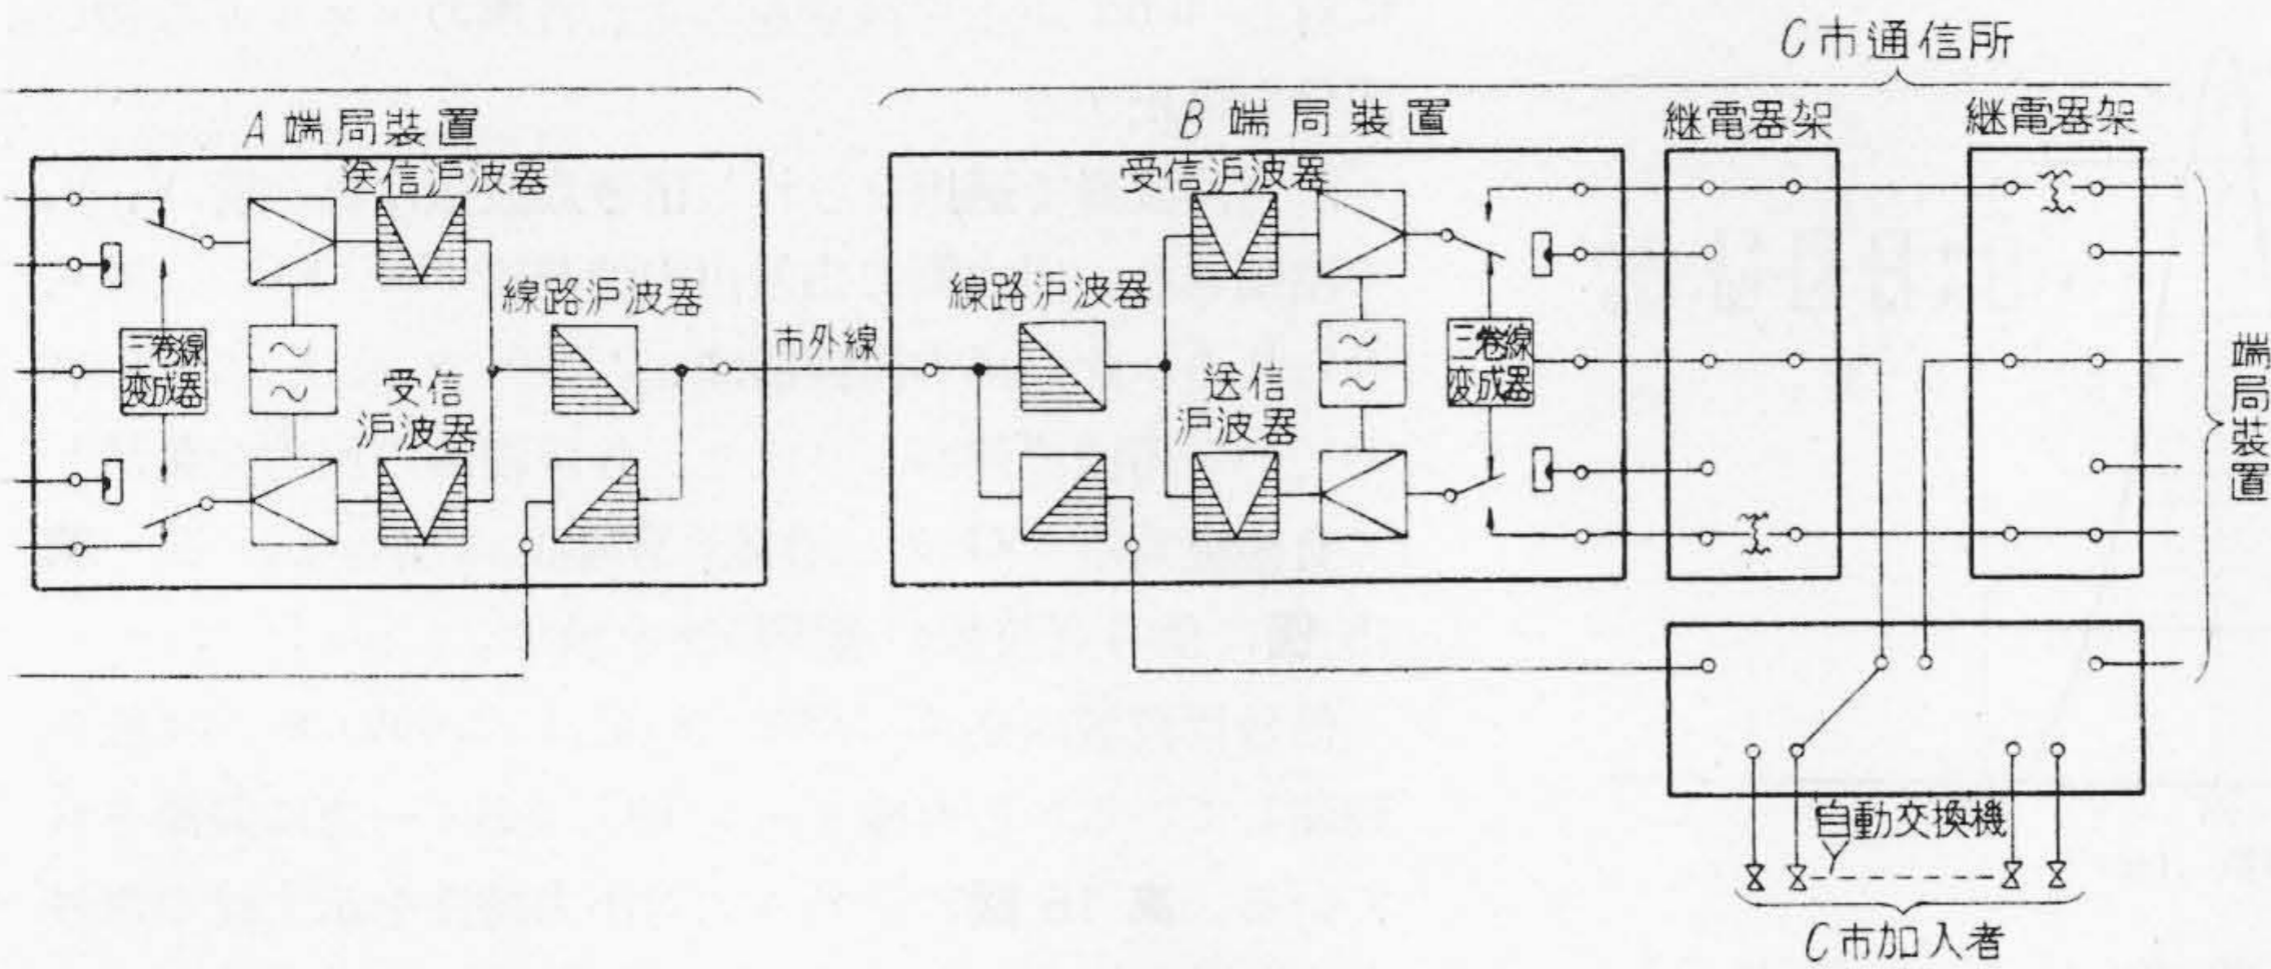 C市通信所
A端局装置
B端局装置
継電器架
継電器架
送信沪波器
受信沪波器
線路沪波器
線路沪波器
市外線
三巻線
変成器
受信
沪波器
送信
沪波器
三巻線
変成器
端局装置
自動交換機
C市加入者